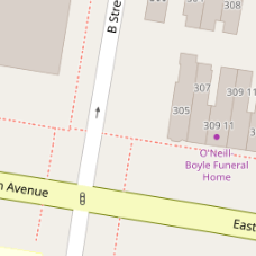 308
B Stre
307
309 11
305
309 11
O'Neill
Boyle Funeral
Home
n Avenue
East